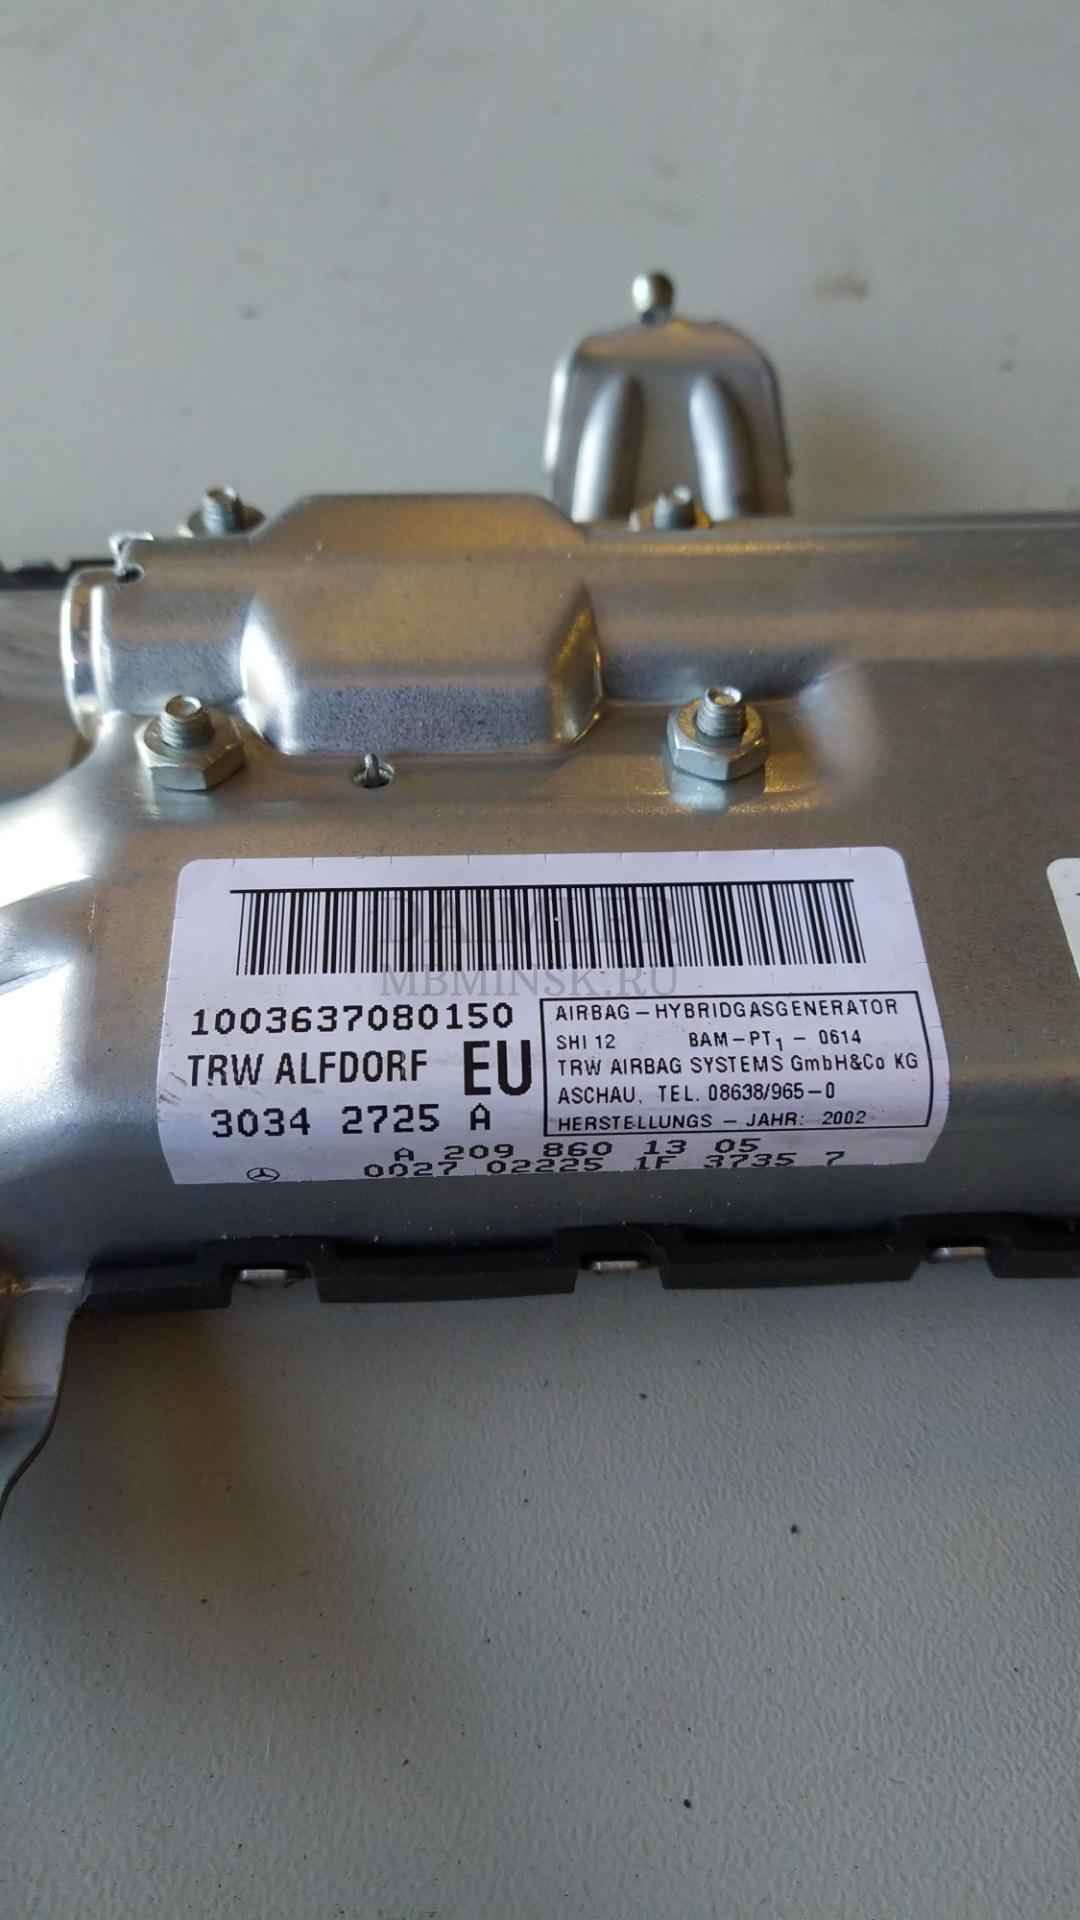 DAIMLER
MBMINSK.RU
1003637080150
TRW ALFDORF EU
3034 2725 A
AIRBAG – HYBRIDGASGENERATOR
SHI 12 BAM – PT1 – 0614
TRW AIRBAG SYSTEMS GmbH&Co KG
ASCHAU, TEL. 08638/965–0
HERSTELLUNGS – JAHR: 2002
A 209 860 13 05
0027 02225 1F 3735 7